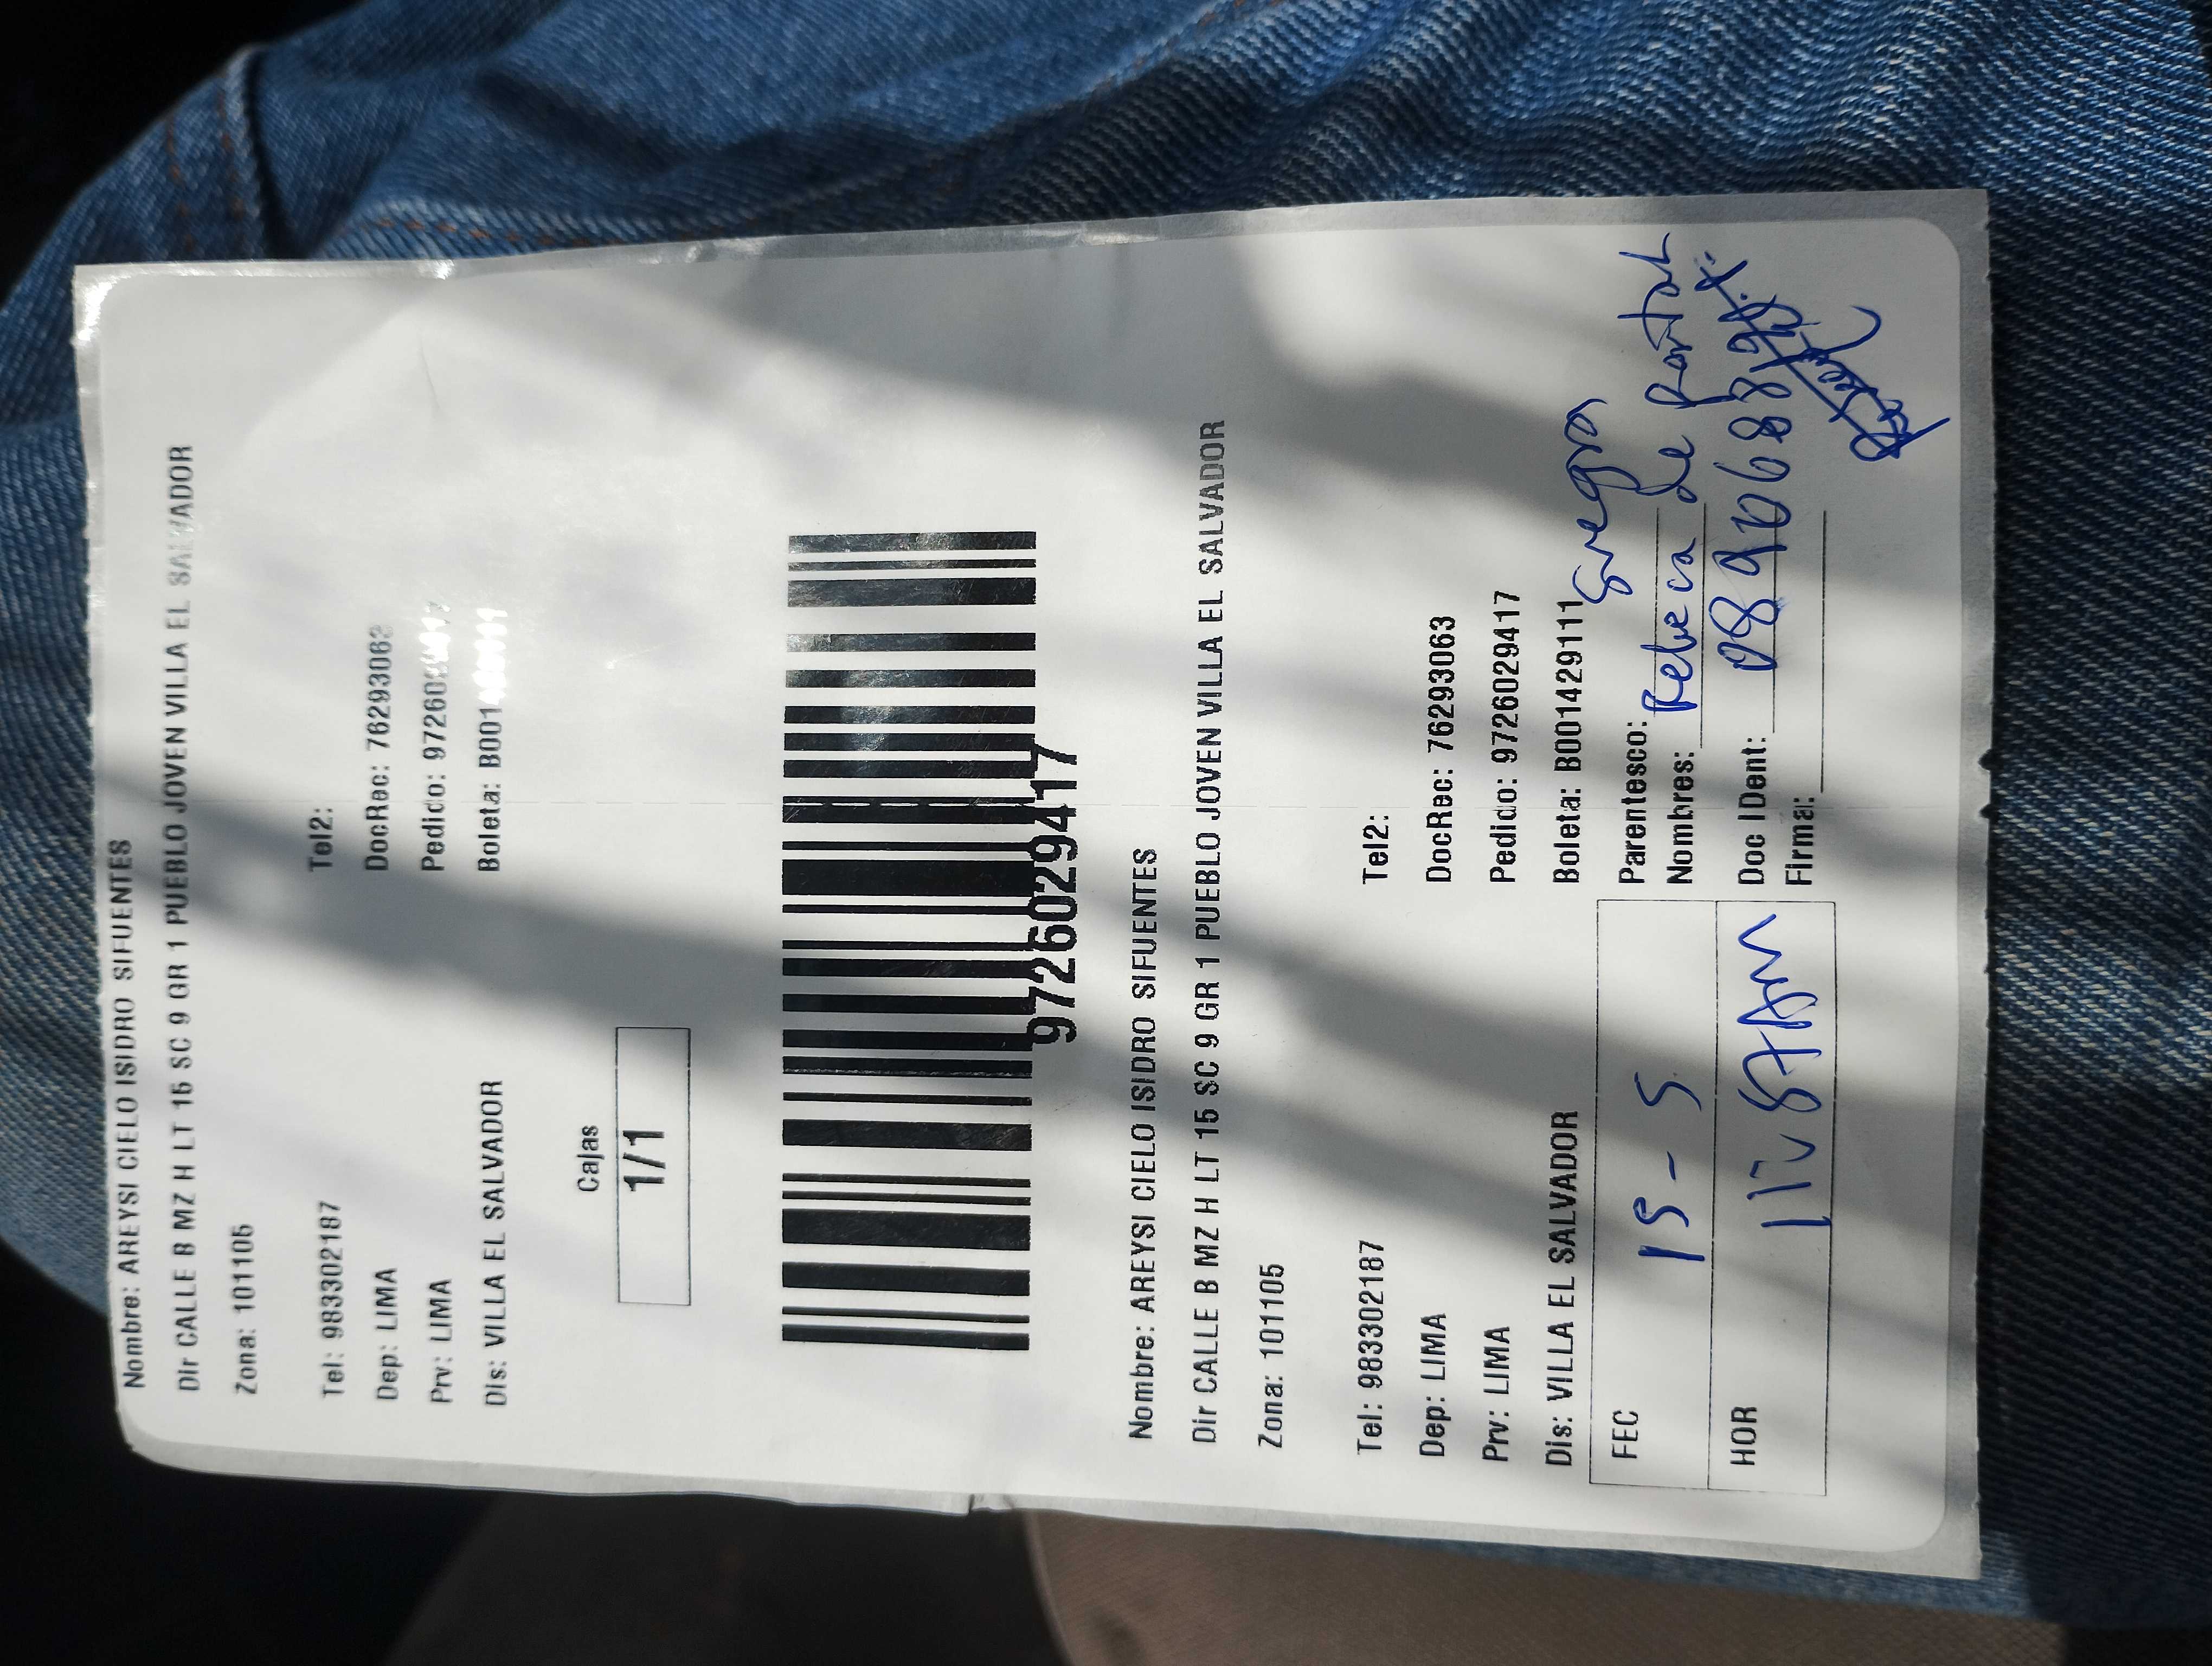 Nombre: AREYSI CIELO ISIDRO SIFUENTES
Dir CALLE B MZ H LT 15 SC 9 GR 1 PUEBLO JOVEN VILLA EL SALVADOR
Zona: 101105
Tel: 983302187 Tel2:
Dep: LIMA DocRec: 76293063
Prv: LIMA Pedido:
Dis: VILLA EL SALVADOR Boleta:
Cajas
1/1
9726029417
Nombre: AREYSI CIELO ISIDRO SIFUENTES
Dir CALLE B MZ H LT 15 SC 9 GR 1 PUEBLO JOVEN VILLA EL SALVADOR
Zona: 101105
Tel: 983302187 Tel2:
Dep: LIMA DocRec: 76293063
Prv: LIMA Pedido: 9726029417
Dis: VILLA EL SALVADOR Boleta: B001429111
FEC 15-5 Parentesco: Suegra
Nombres: Rebeca De
HOR Doc IDent:
Firma: